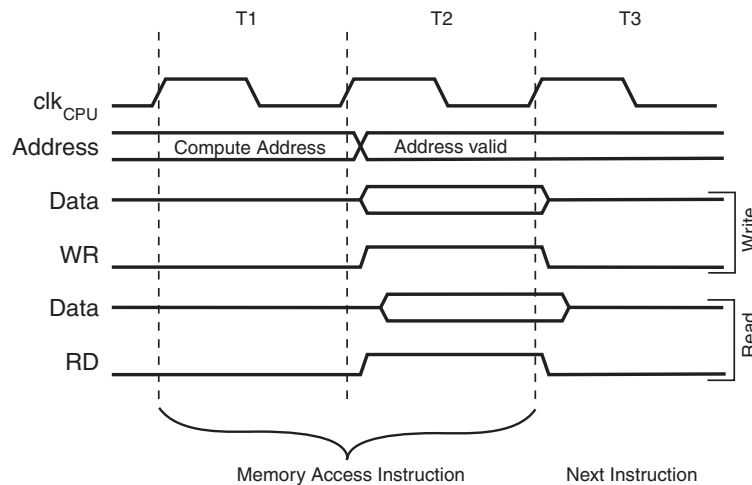 T1 T2 T3
clkCPU
Address Compute Address Address valid
Data
WR
Write
Data
RD
Read
Memory Access Instruction Next Instruction